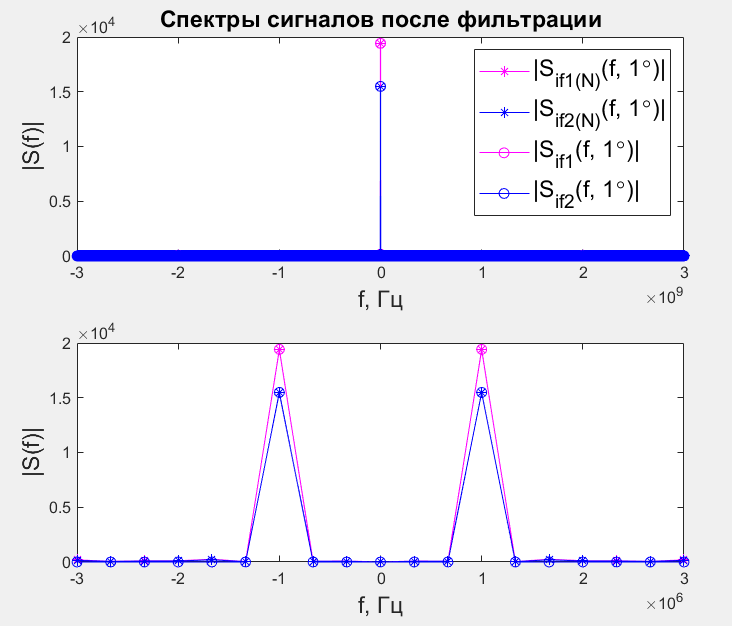 Спектры сигналов после фильтрации
×10⁴
2
1.5
1
0.5
0
|S(f)|
-3 -2 -1 0 1 2 3
f, Гц
×10⁹
|S_if1(N)(f, 1°)|
|S_if2(N)(f, 1°)|
|S_if1(f, 1°)|
|S_if2(f, 1°)|
×10⁴
2
1.5
1
0.5
0
|S(f)|
-3 -2 -1 0 1 2 3
f, Гц
×10⁶